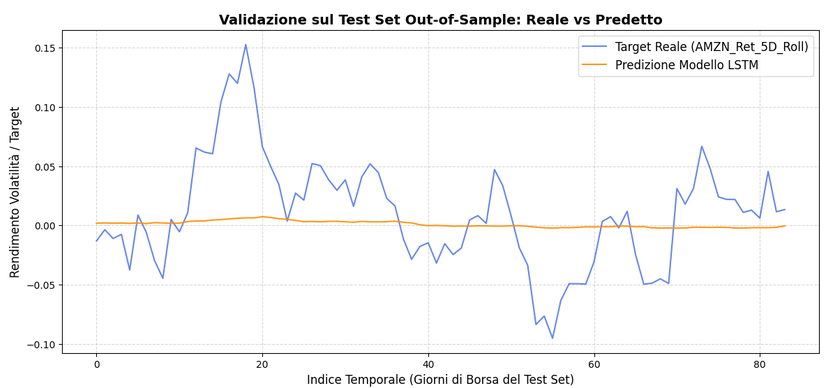 Validazione sul Test Set Out-of-Sample: Reale vs Predetto
Target Reale (AMZN_Ret_5D_Roll)
Predizione Modello LSTM
Rendimento Volatilità / Target
0.15
0.10
0.05
0.00
−0.05
−0.10
0
20
40
60
80
Indice Temporale (Giorni di Borsa del Test Set)